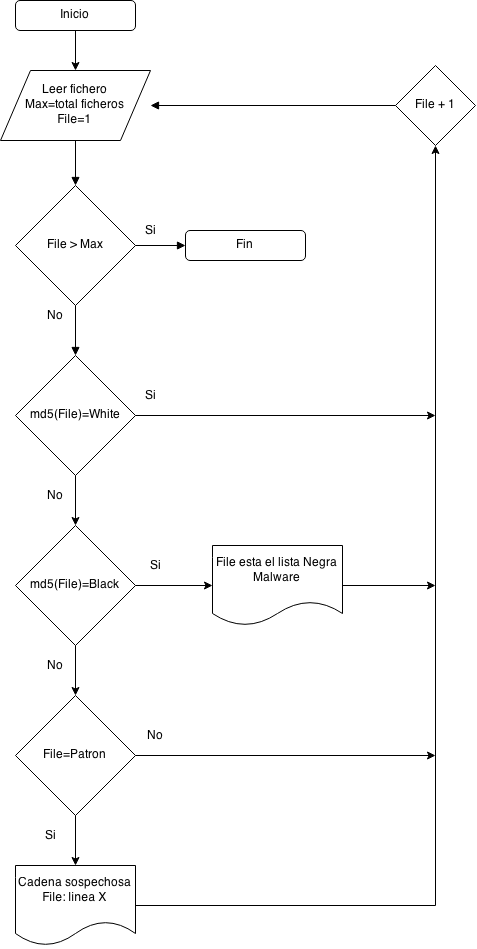 Inicio
Leer fichero
Max=total ficheros
File=1
File + 1
File > Max
Si
Fin
No
md5(File)=White
Si
No
md5(File)=Black
Si
File esta el lista Negra
Malware
No
File=Patron
No
Si
Cadena sospechosa
File: linea X